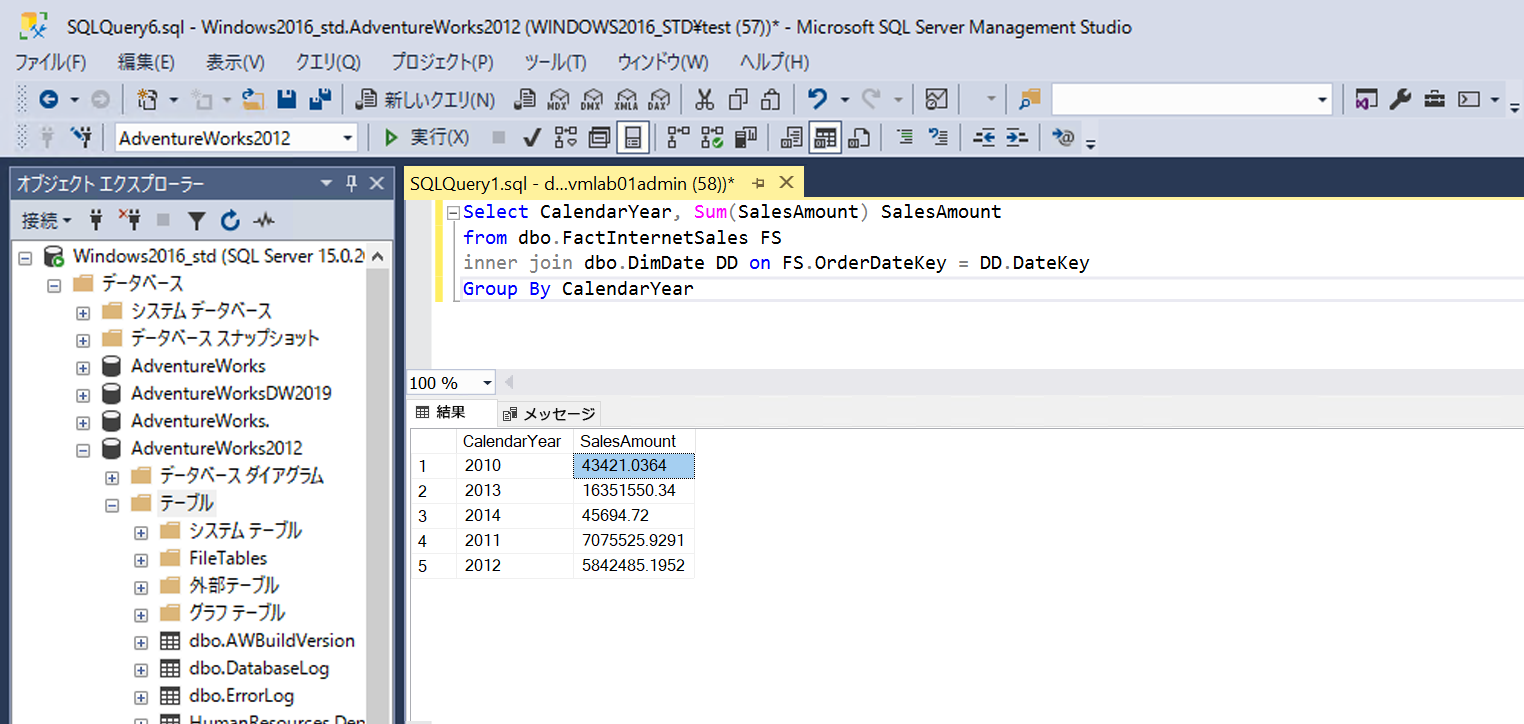 SQLQuery6.sql - Windows2016_std.AdventureWorks2012 (WINDOWS2016_STD¥test (57))* - Microsoft SQL Server Management Studio
ファイル(F) 編集(E) 表示(V) クエリ(Q) プロジェクト(P) ツール(T) ウィンドウ(W) ヘルプ(H)
新しいクエリ(N) MDX DMX XMLA DAX
AdventureWorks2012 実行(X)
オブジェクト エクスプローラー
接続
Windows2016_std (SQL Server 15.0.20
データベース
システム データベース
データベース スナップショット
AdventureWorks
AdventureWorksDW2019
AdventureWorks.
AdventureWorks2012
データベース ダイアグラム
テーブル
システム テーブル
FileTables
外部テーブル
グラフ テーブル
dbo.AWBuildVersion
dbo.DatabaseLog
dbo.ErrorLog
HumanResources.Dep
SQLQuery1.sql - d...vmlab01admin (58))*
Select CalendarYear, Sum(SalesAmount) SalesAmount
from dbo.FactInternetSales FS
inner join dbo.DimDate DD on FS.OrderDateKey = DD.DateKey
Group By CalendarYear
100 %
結果 メッセージ
CalendarYear SalesAmount
1 2010 43421.0364
2 2013 16351550.34
3 2014 45694.72
4 2011 7075525.9291
5 2012 5842485.1952